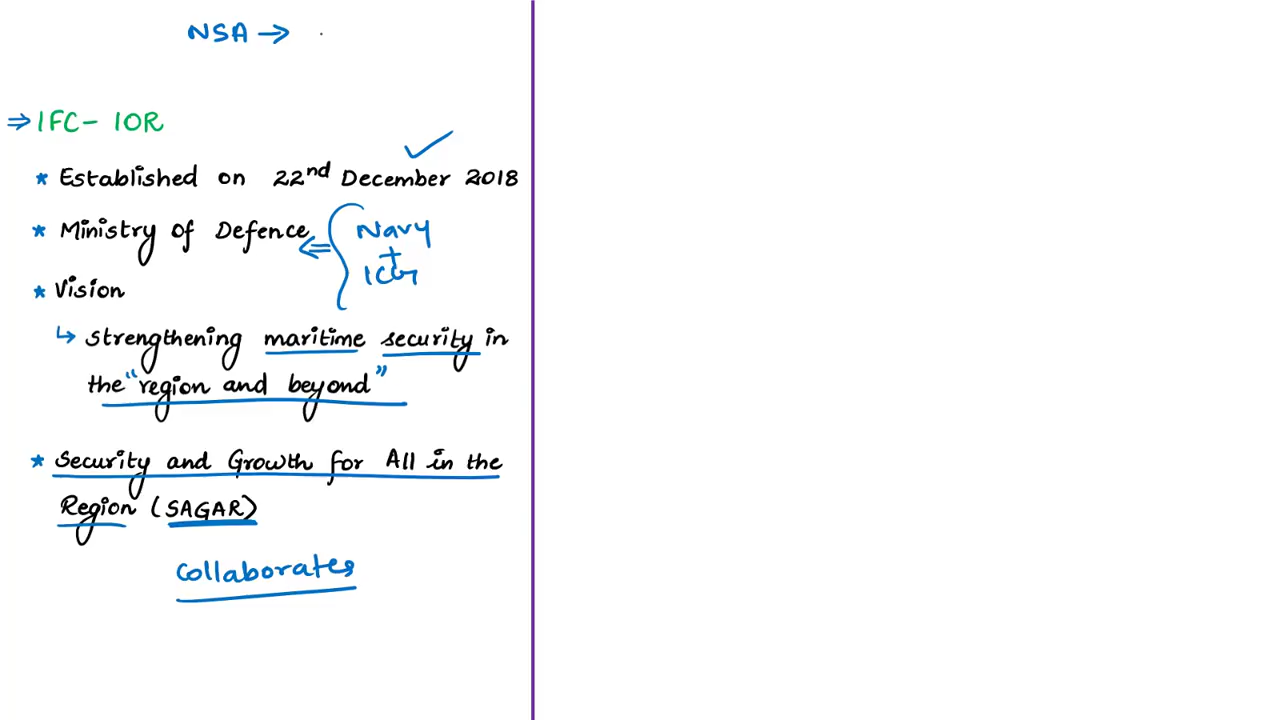 NSA →
⇒ IFC- IOR
* Established on 22nd December 2018
* Ministry of Defence ⇐ Navy
+
ICG
* Vision
↳ strengthening maritime security in
the "region and beyond"
* Security and Growth for All in the
Region (SAGAR)
Collaborates